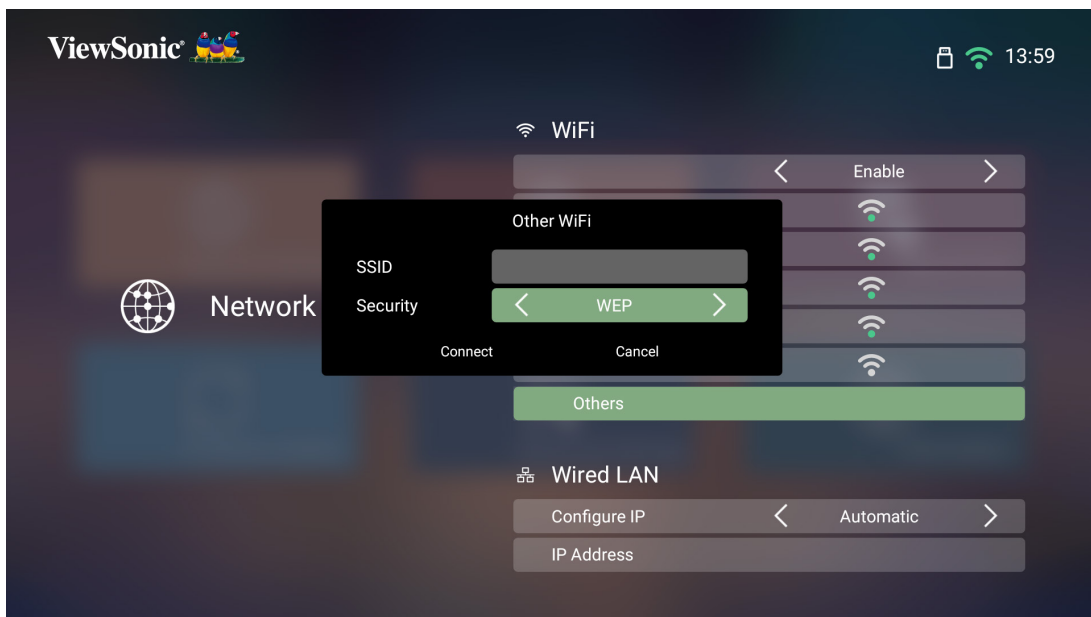 ViewSonic®
13:59
WiFi
Enable
Other WiFi
SSID
Security WEP
Connect Cancel
Network
Others
Wired LAN
Configure IP Automatic
IP Address